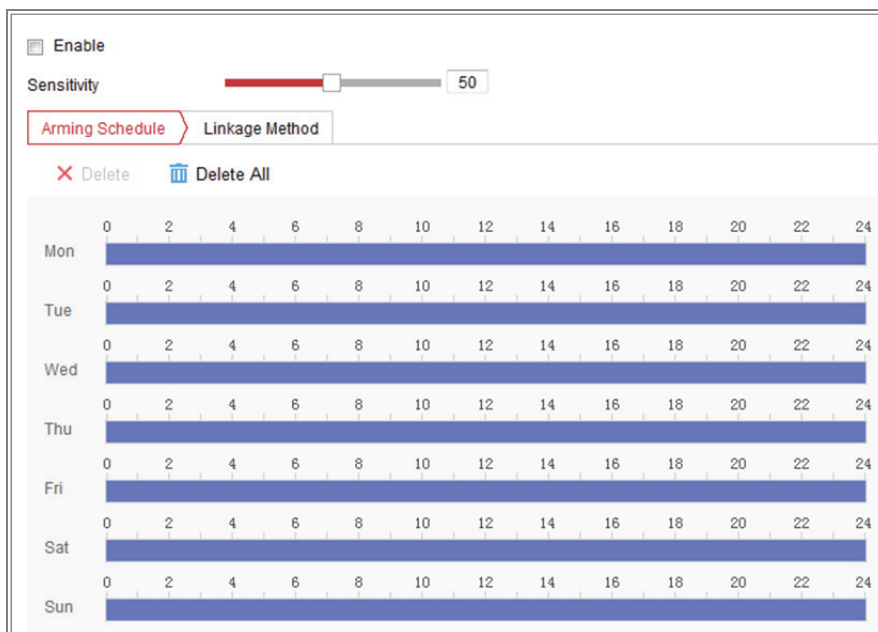 Enable
Sensitivity 50
Arming Schedule Linkage Method
Delete Delete All
0 2 4 6 8 10 12 14 16 18 20 22 24
Mon
0 2 4 6 8 10 12 14 16 18 20 22 24
Tue
0 2 4 6 8 10 12 14 16 18 20 22 24
Wed
0 2 4 6 8 10 12 14 16 18 20 22 24
Thu
0 2 4 6 8 10 12 14 16 18 20 22 24
Fri
0 2 4 6 8 10 12 14 16 18 20 22 24
Sat
0 2 4 6 8 10 12 14 16 18 20 22 24
Sun